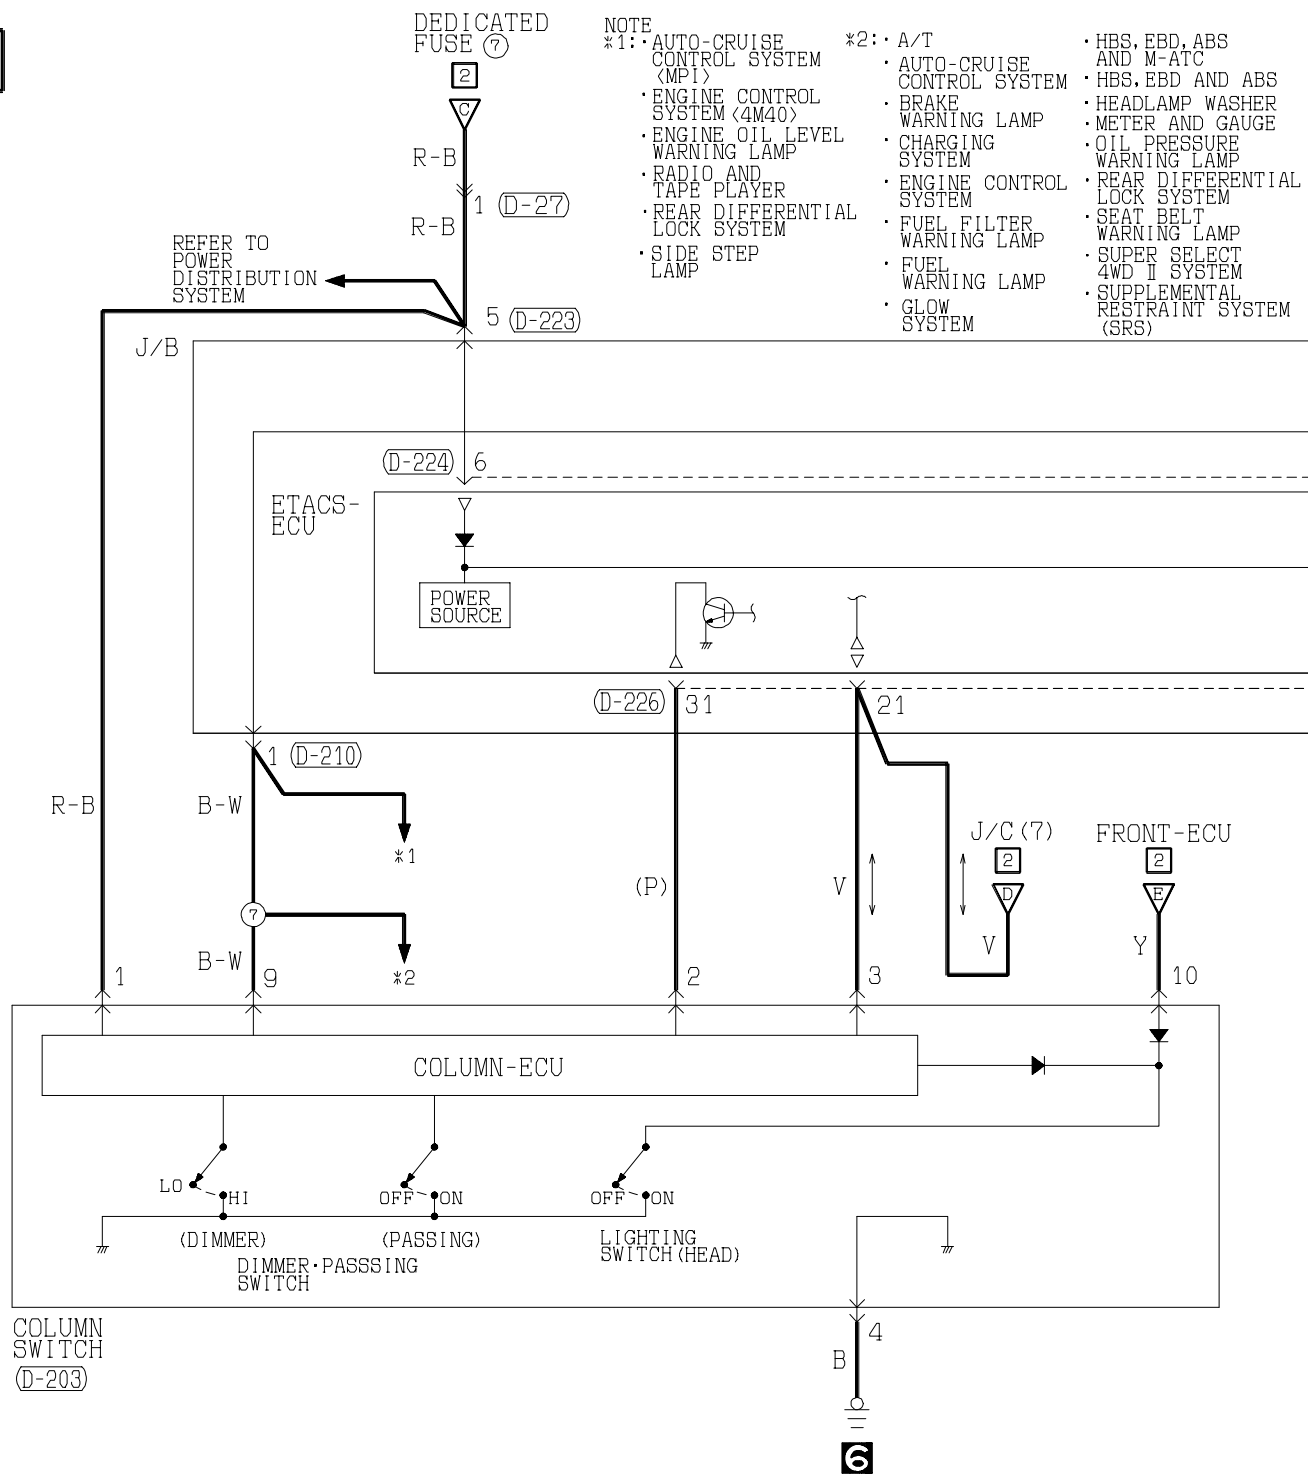 DEDICATED
FUSE 7
2
C
R-B
1 D-27
R-B
REFER TO
POWER
DISTRIBUTION
SYSTEM
5 D-223
NOTE
*1:・AUTO-CRUISE
CONTROL SYSTEM
〈MPI〉
・ENGINE CONTROL
SYSTEM〈4M40〉
・ENGINE OIL LEVEL
WARNING LAMP
・RADIO AND
TAPE PLAYER
・REAR DIFFERENTIAL
LOCK SYSTEM
・SIDE STEP
LAMP
*2:・A/T
・AUTO-CRUISE
CONTROL SYSTEM
・BRAKE
WARNING LAMP
・CHARGING
SYSTEM
・ENGINE CONTROL
SYSTEM
・FUEL FILTER
WARNING LAMP
・FUEL
WARNING LAMP
・GLOW
SYSTEM
・HBS, EBD, ABS
AND M-ATC
・HBS, EBD AND ABS
・HEADLAMP WASHER
・METER AND GAUGE
・OIL PRESSURE
WARNING LAMP
・REAR DIFFERENTIAL
LOCK SYSTEM
・SEAT BELT
WARNING LAMP
・SUPER SELECT
4WD Ⅱ SYSTEM
・SUPPLEMENTAL
RESTRAINT SYSTEM
(SRS)
J/B
D-224 6
ETACS-
ECU
POWER
SOURCE
D-226 31
21
1 D-210
R-B
B-W
*1
7
*2
B-W
(P)
V
J/C(7)
2
D
V
FRONT-ECU
2
E
Y
1
9
2
3
10
COLUMN-ECU
LO
HI
OFF
ON
OFF
ON
(DIMMER)
(PASSING)
DIMMER・PASSSING
SWITCH
LIGHTING
SWITCH(HEAD)
COLUMN
SWITCH
D-203
4
B
6